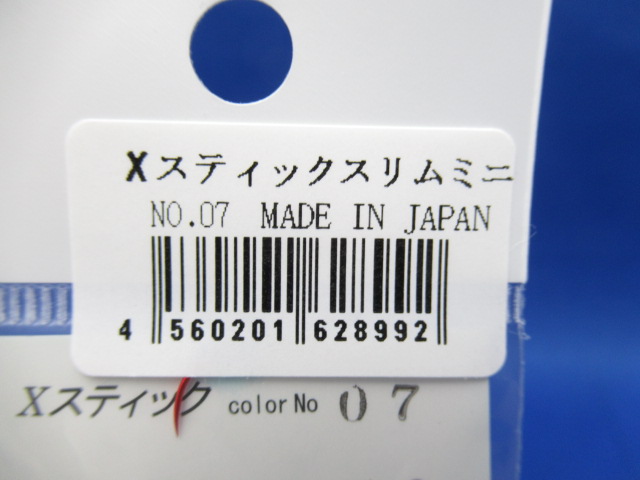 Xスティックスリムミニ
NO.07 MADE IN JAPAN
4 560201 628992
Xスティック color No 07